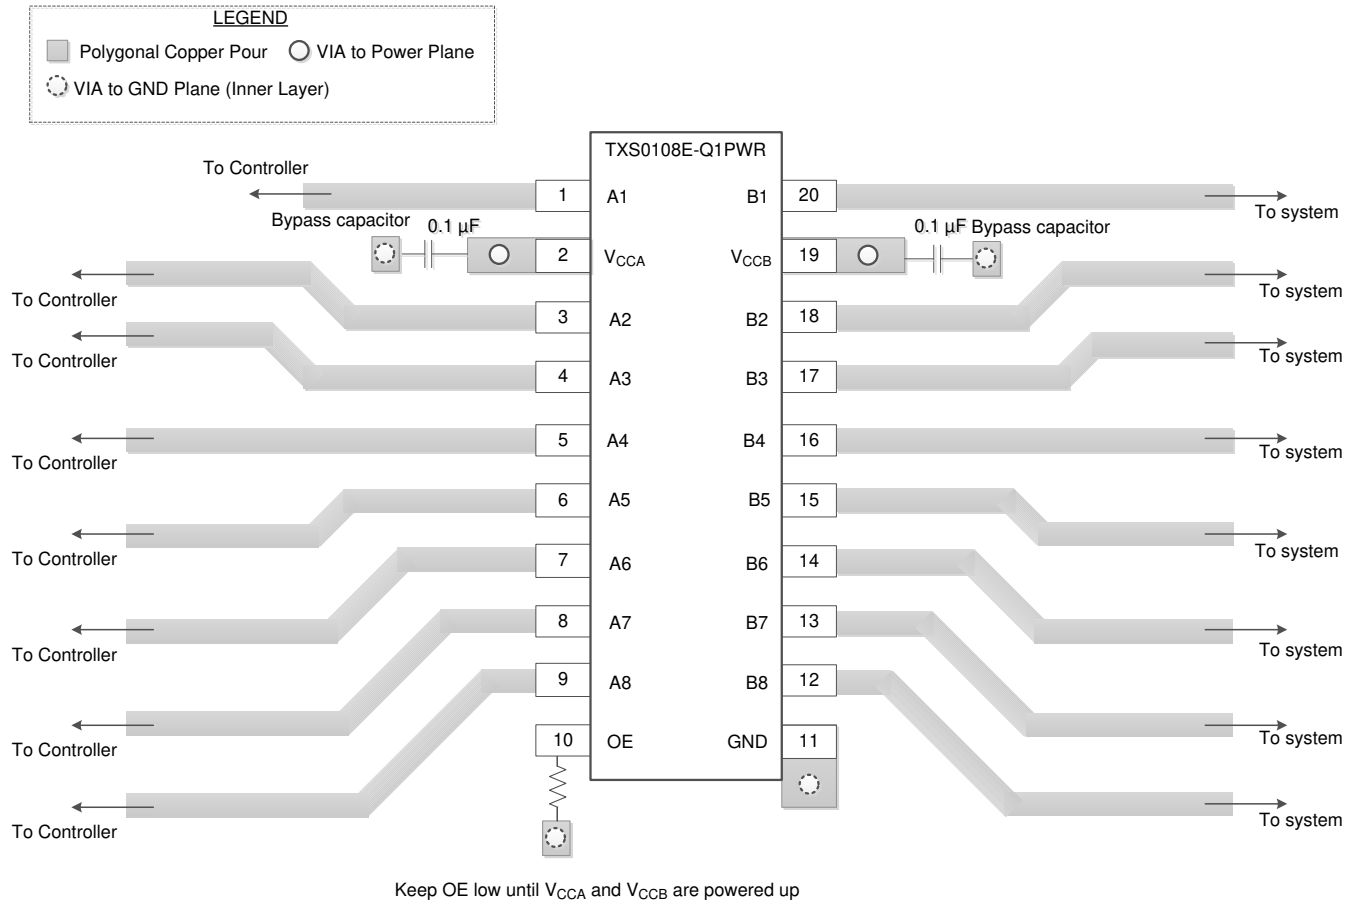 LEGEND
Polygonal Copper Pour
VIA to Power Plane
VIA to GND Plane (Inner Layer)
TXS0108E-Q1PWR
To Controller
1
A1
B1
20
To system
Bypass capacitor
0.1 µF
2
VCCA
VCCB
19
0.1 µF
Bypass capacitor
To Controller
3
A2
B2
18
To system
To Controller
4
A3
B3
17
To system
To Controller
5
A4
B4
16
To system
To Controller
6
A5
B5
15
To system
To Controller
7
A6
B6
14
To system
To Controller
8
A7
B7
13
To system
To Controller
9
A8
B8
12
To system
10
OE
GND
11
Keep OE low until VCCA and VCCB are powered up